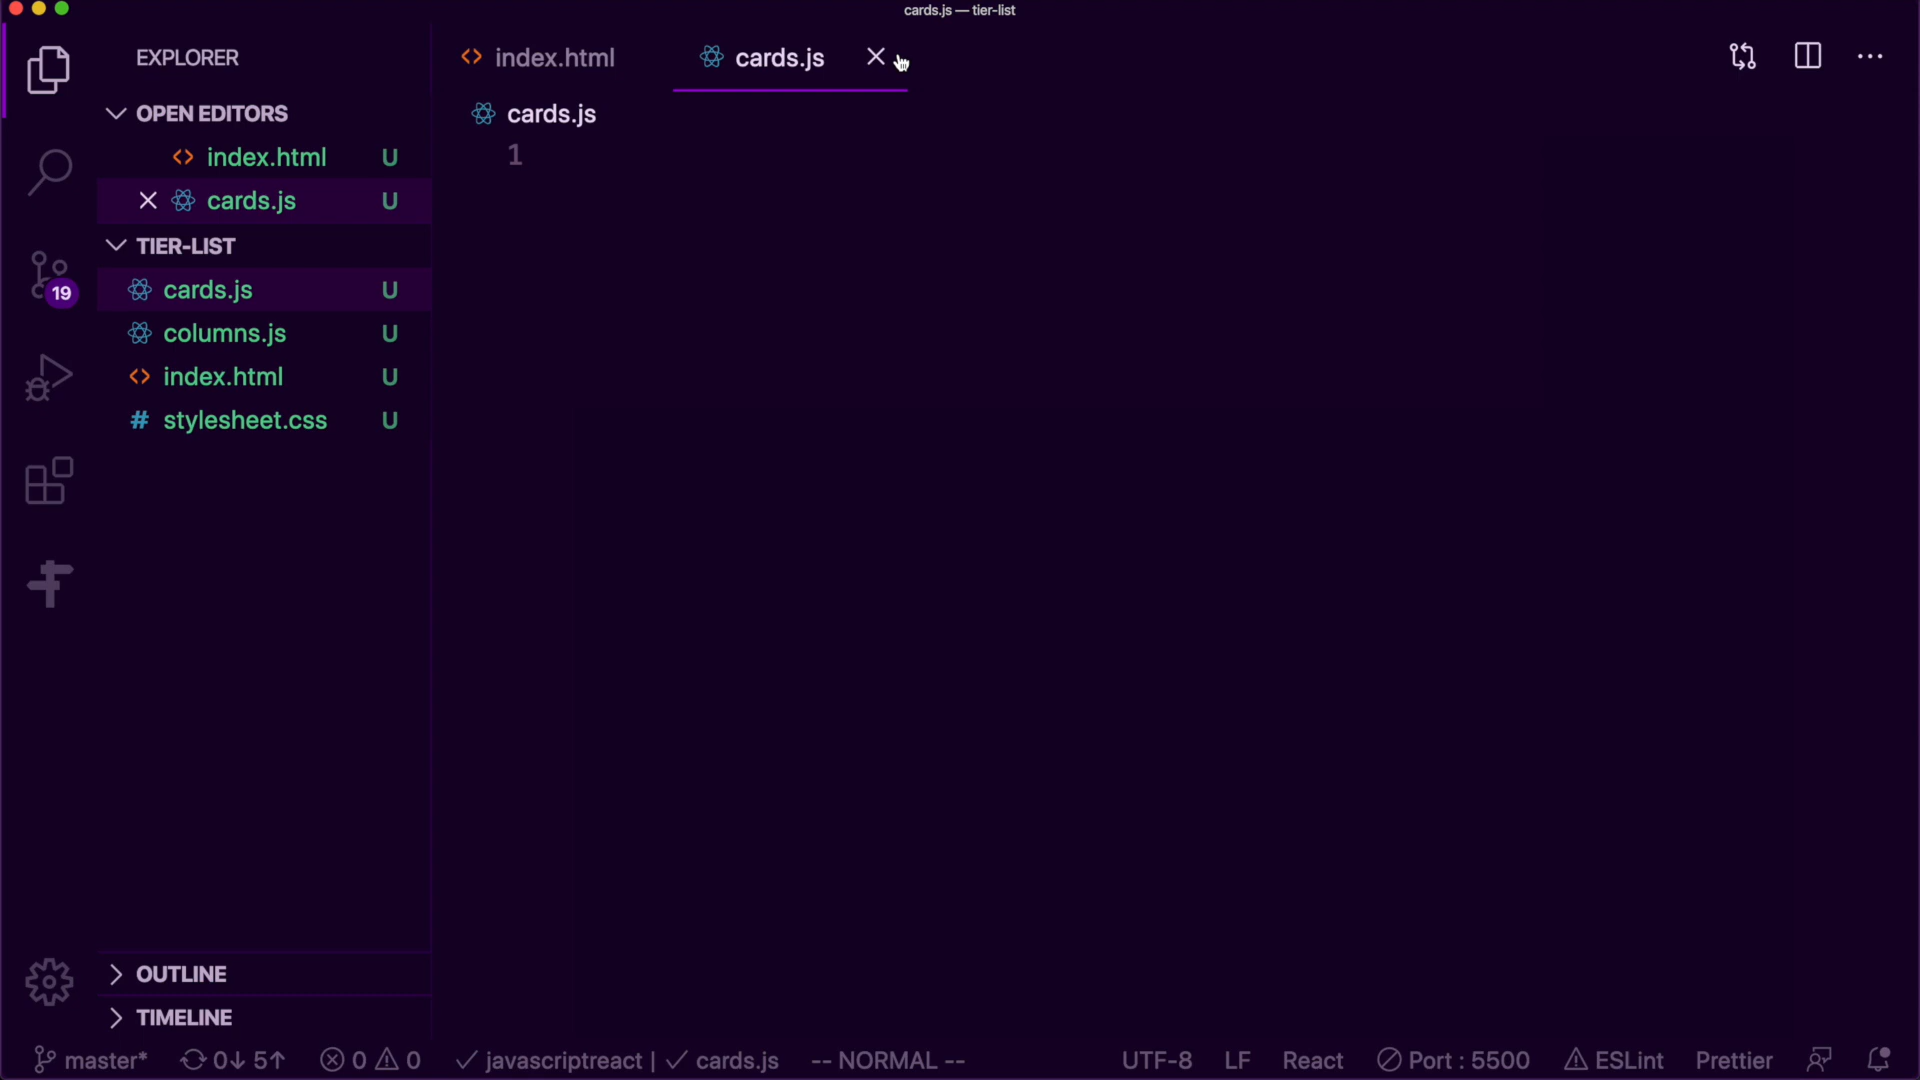 cards.js — tier-list
EXPLORER
OPEN EDITORS
index.html U
cards.js U
TIER-LIST
cards.js U
columns.js U
index.html U
stylesheet.css U
19
OUTLINE
TIMELINE
index.html
cards.js
cards.js
1
master* 0↓ 5↑ 0 0 javascriptreact | cards.js -- NORMAL -- UTF-8 LF React Port : 5500 ESLint Prettier